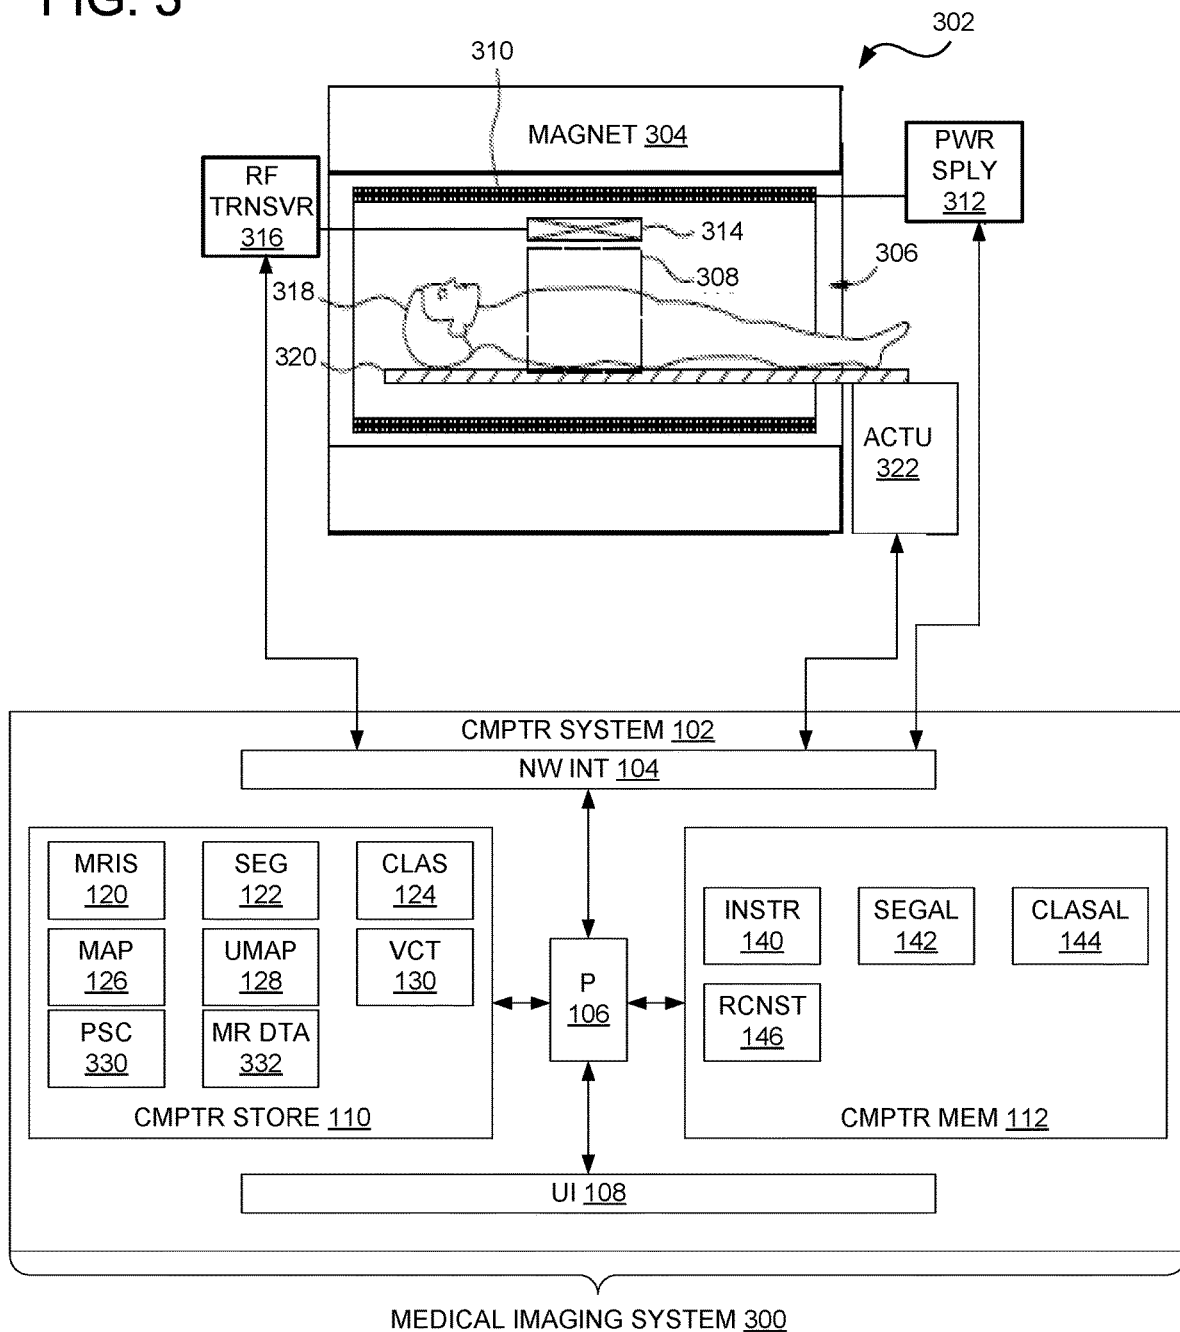 FIG. 3
302
310
MAGNET 304
PWR
SPLY
312
RF
TRNSVR
316
314
308
306
318
320
ACTU
322
CMPTR SYSTEM 102
NW INT 104
MRIS
120
SEG
122
CLAS
124
MAP
126
UMAP
128
VCT
130
PSC
330
MR DTA
332
CMPTR STORE 110
P
106
INSTR
140
SEGAL
142
CLASAL
144
RCNST
146
CMPTR MEM 112
UI 108
MEDICAL IMAGING SYSTEM 300